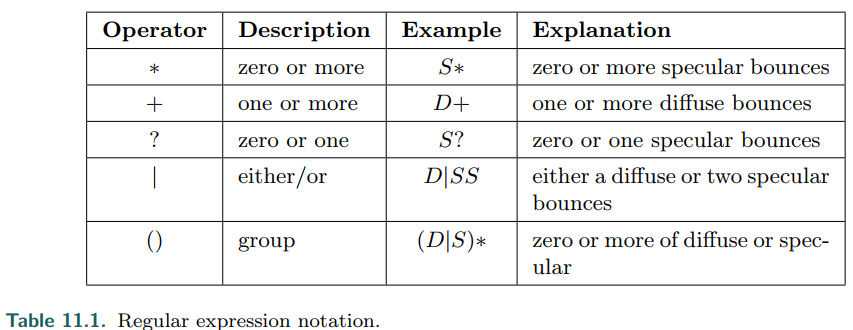 Operator Description Example Explanation
* zero or more S* zero or more specular bounces
+ one or more D+ one or more diffuse bounces
? zero or one S? zero or one specular bounces
| either/or D|SS either a diffuse or two specular
bounces
() group (D|S)* zero or more of diffuse or spec-
ular
Table 11.1. Regular expression notation.